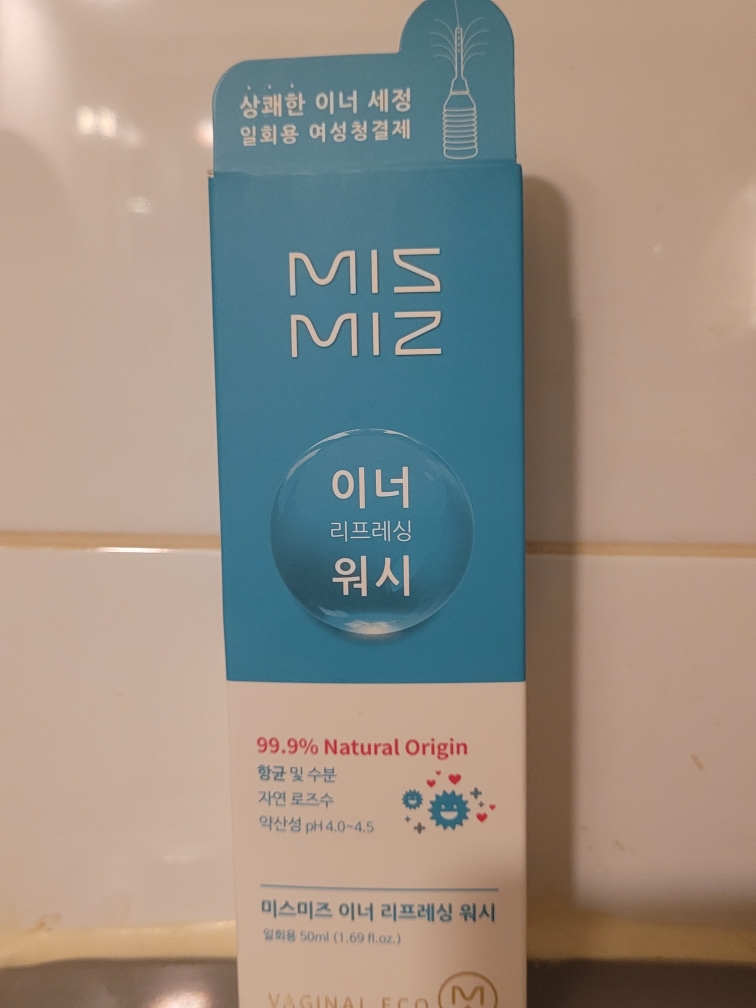 상쾌한 이너 세정
일회용 여성청결제
MIS
MIZ
이너
리프레싱
워시
99.9% Natural Origin
항균 및 수분
자연 로즈수
약산성 pH 4.0~4.5
미스미즈 이너 리프레싱 워시
일회용 50ml (1.69 fl.oz.)
VAGINAL ECO
M